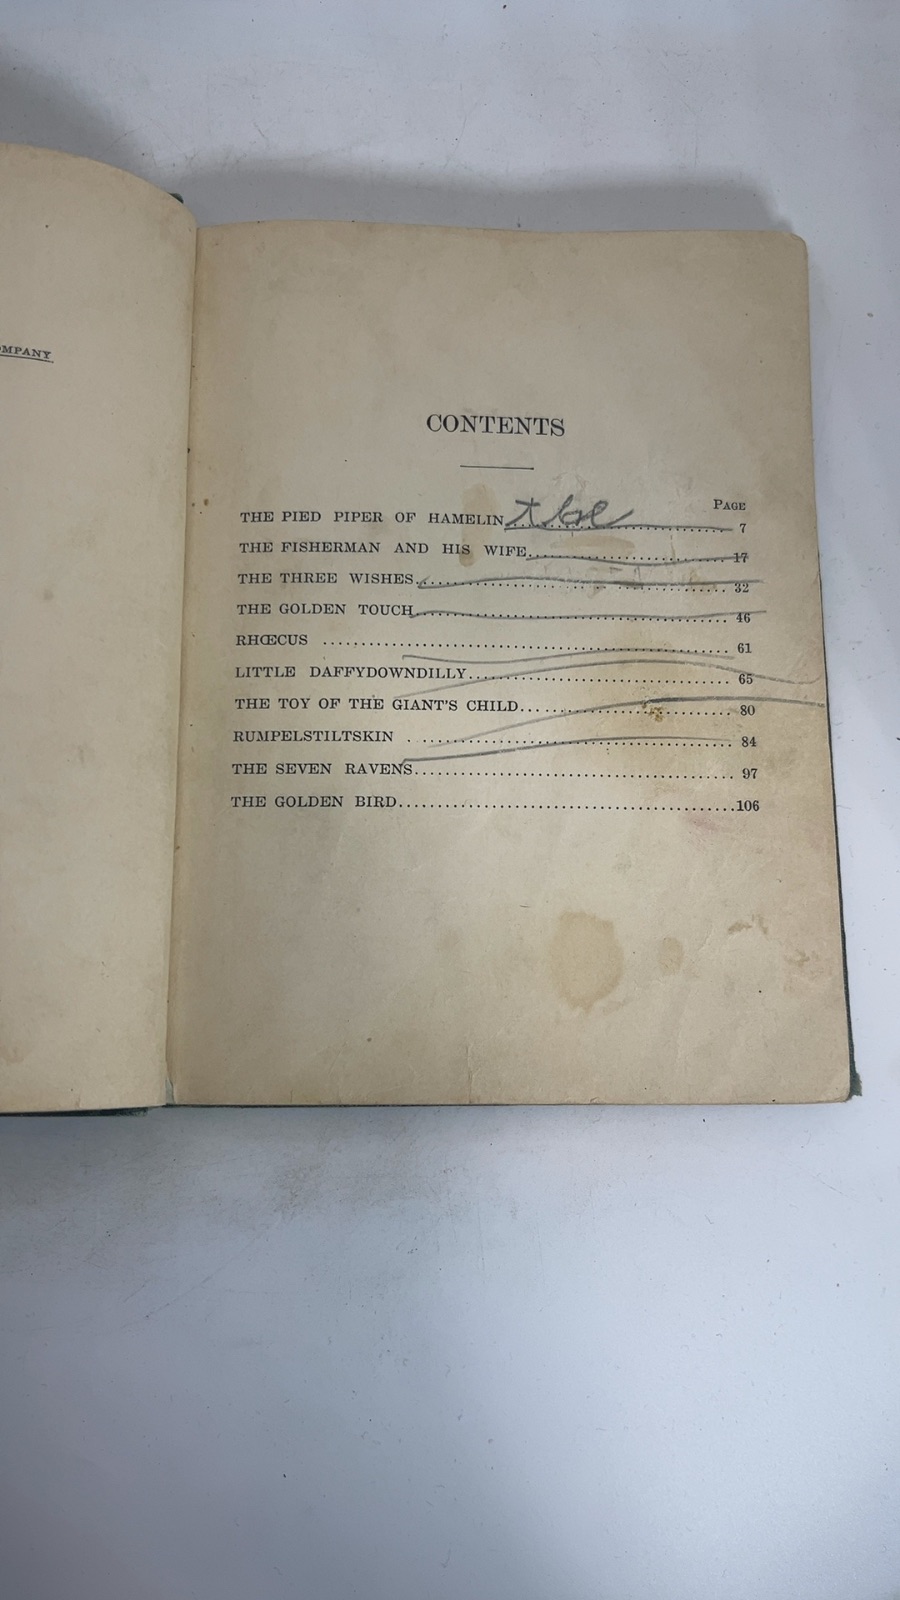 OMPANY
CONTENTS
PAGE
THE PIED PIPER OF HAMELIN 7
THE FISHERMAN AND HIS WIFE 17
THE THREE WISHES 32
THE GOLDEN TOUCH 46
RHŒCUS 61
LITTLE DAFFYDOWNDILLY 65
THE TOY OF THE GIANT'S CHILD 80
RUMPELSTILTSKIN 84
THE SEVEN RAVENS 97
THE GOLDEN BIRD 106